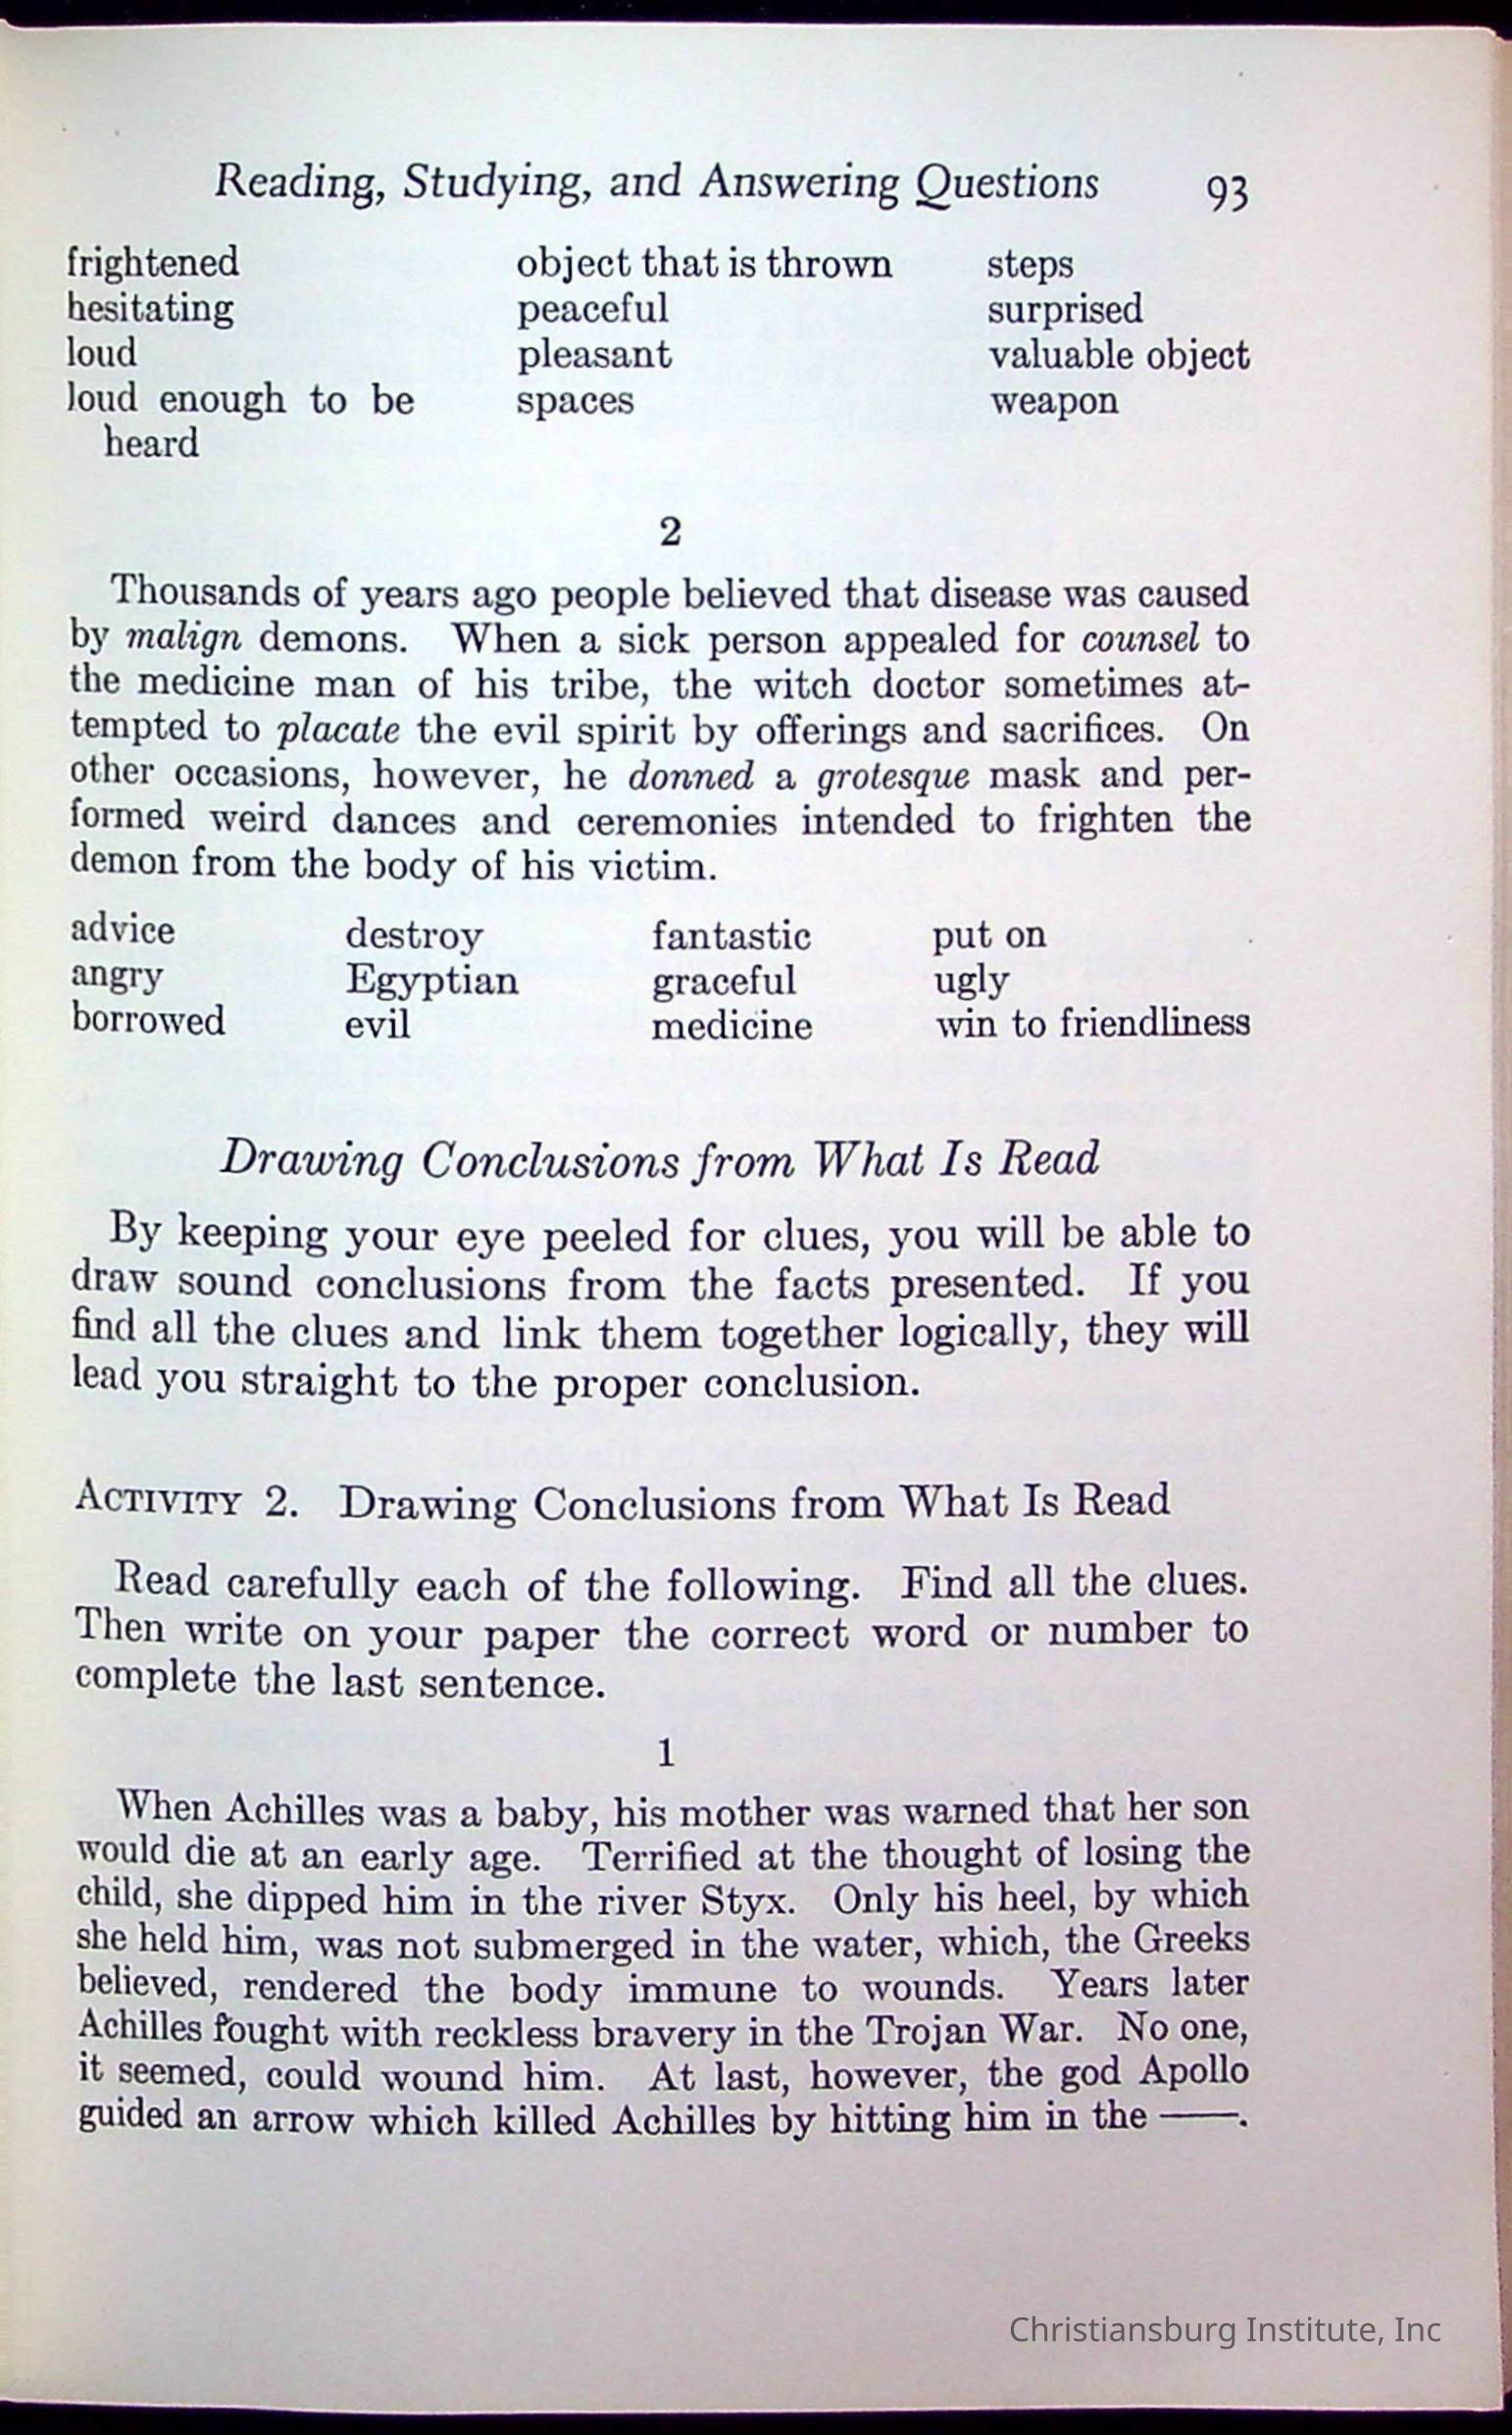 Reading, Studying, and Answering Questions 93
frightened object that is thrown steps
hesitating peaceful surprised
loud pleasant valuable object
loud enough to be spaces weapon
heard
2
Thousands of years ago people believed that disease was caused
by malign demons. When a sick person appealed for counsel to
the medicine man of his tribe, the witch doctor sometimes at-
tempted to placate the evil spirit by offerings and sacrifices. On
other occasions, however, he donned a grotesque mask and per-
formed weird dances and ceremonies intended to frighten the
demon from the body of his victim.
advice destroy fantastic put on
angry Egyptian graceful ugly
borrowed evil medicine win to friendliness
Drawing Conclusions from What Is Read
By keeping your eye peeled for clues, you will be able to
draw sound conclusions from the facts presented. If you
find all the clues and link them together logically, they will
lead you straight to the proper conclusion.
ACTIVITY 2. Drawing Conclusions from What Is Read
Read carefully each of the following. Find all the clues.
Then write on your paper the correct word or number to
complete the last sentence.
1
When Achilles was a baby, his mother was warned that her son
would die at an early age. Terrified at the thought of losing the
child, she dipped him in the river Styx. Only his heel, by which
she held him, was not submerged in the water, which, the Greeks
believed, rendered the body immune to wounds. Years later
Achilles fought with reckless bravery in the Trojan War. No one,
it seemed, could wound him. At last, however, the god Apollo
guided an arrow which killed Achilles by hitting him in the ——.
Christiansburg Institute, Inc